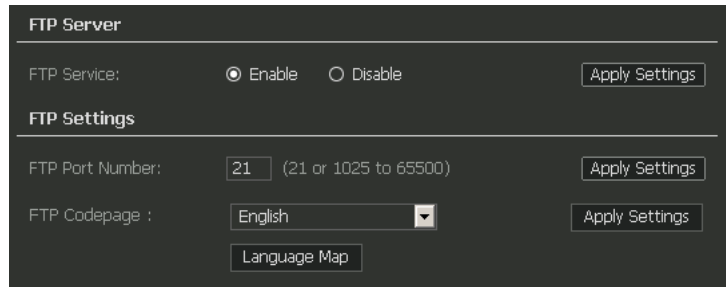 FTP Server
FTP Service: Enable Disable Apply Settings
FTP Settings
FTP Port Number: 21 (21 or 1025 to 65500) Apply Settings
FTP Codepage : English Apply Settings
Language Map